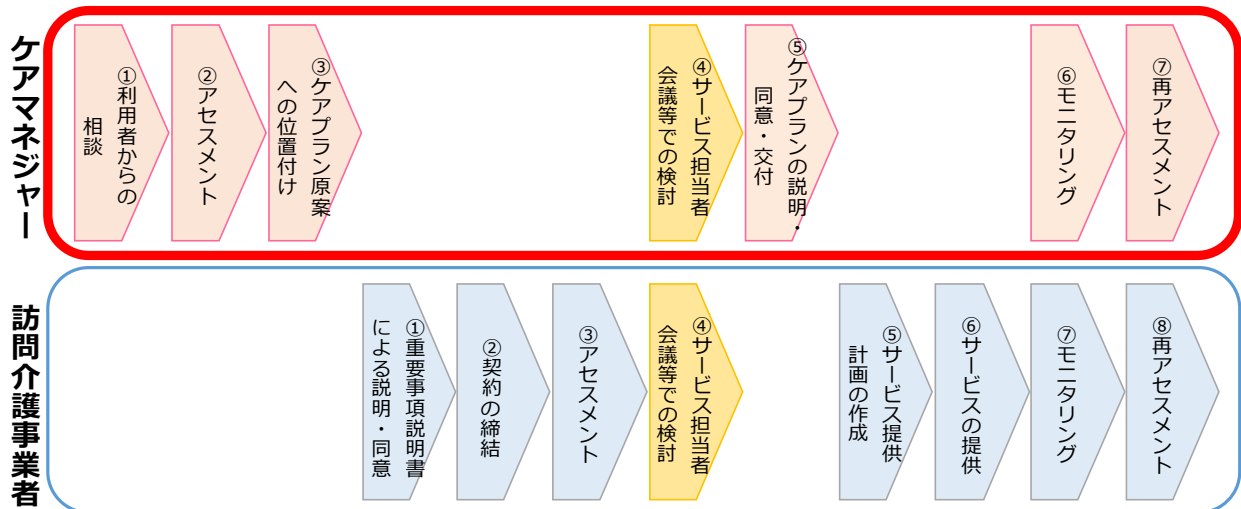 ケアマネジャー
①利用者からの
相談
②アセスメント
③ケアプラン原案
への位置付け
④サービス担当者
会議等での検討
⑤ケアプランの説明・
同意・交付
⑥モニタリング
⑦再アセスメント
訪問介護事業者
①重要事項説明書
による説明・同意
②契約の締結
③アセスメント
④サービス担当者
会議等での検討
⑤サービス提供
計画の作成
⑥サービスの提供
⑦モニタリング
⑧再アセスメント